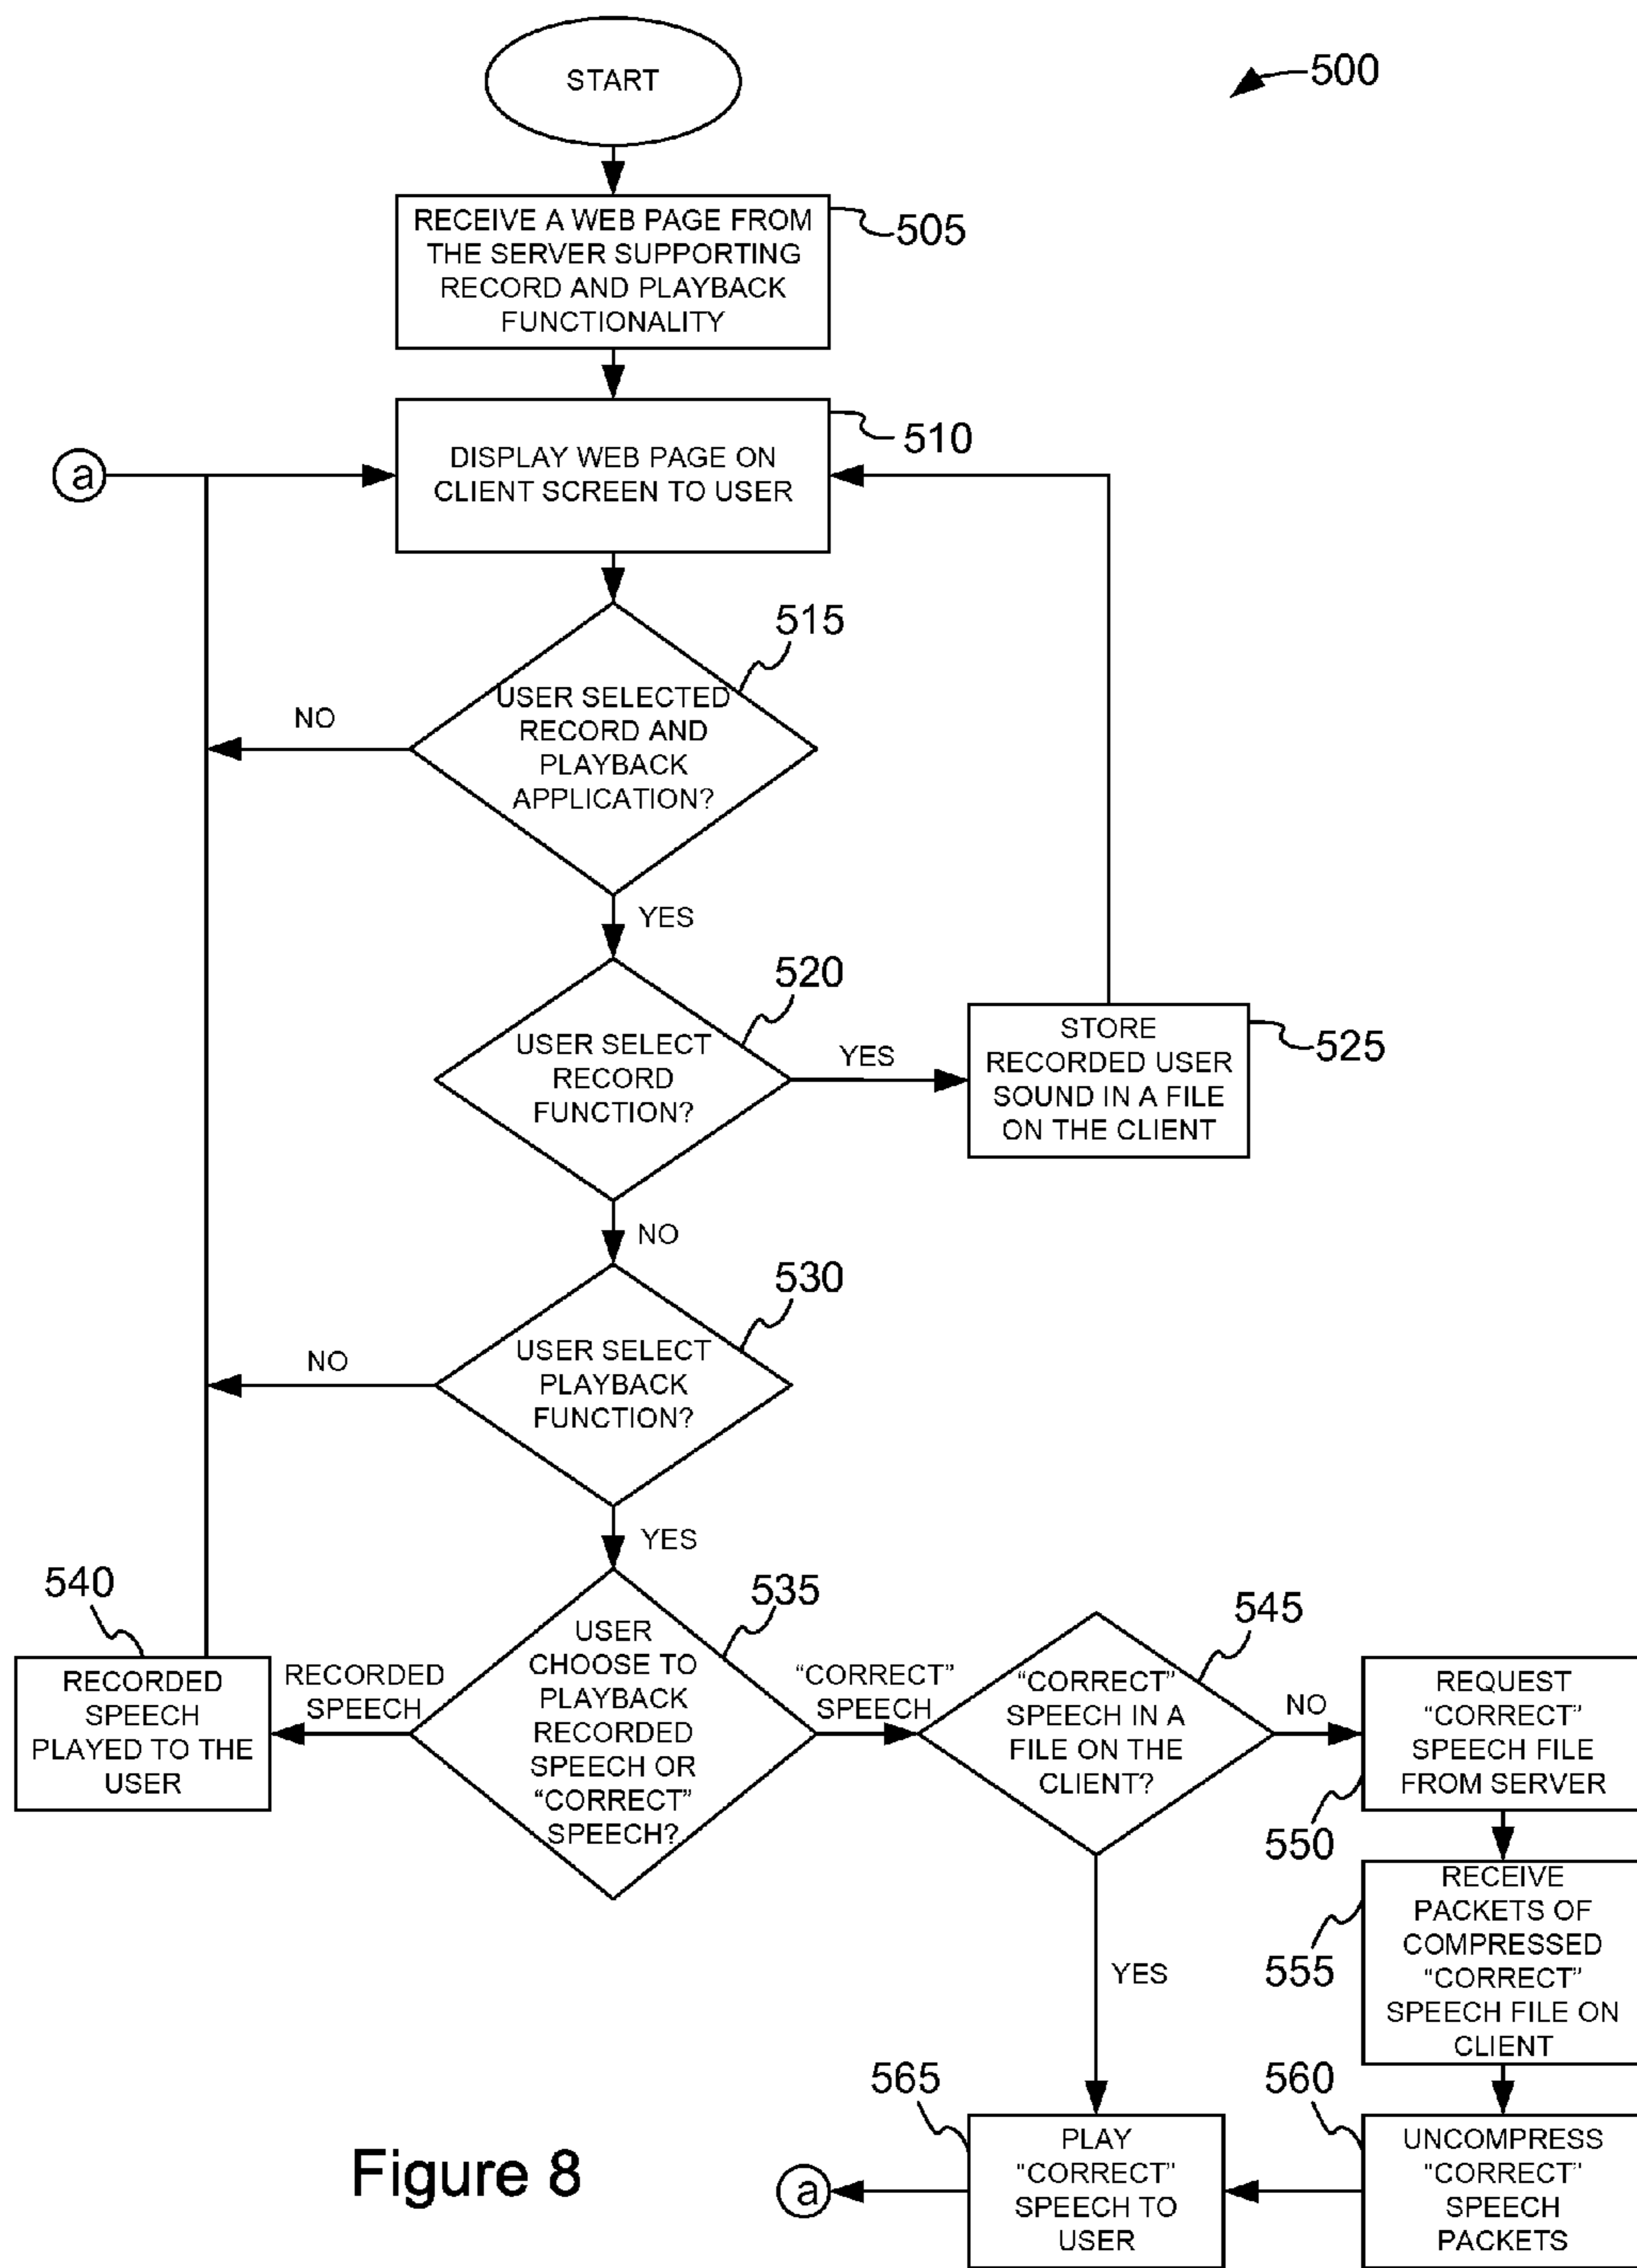 START
500
RECEIVE A WEB PAGE FROM
THE SERVER SUPPORTING
RECORD AND PLAYBACK
FUNCTIONALITY
505
DISPLAY WEB PAGE ON
CLIENT SCREEN TO USER
510
a
515
USER SELECTED
RECORD AND
PLAYBACK
APPLICATION?
NO
YES
520
USER SELECT
RECORD
FUNCTION?
YES
STORE
RECORDED USER
SOUND IN A FILE
ON THE CLIENT
525
NO
530
USER SELECT
PLAYBACK
FUNCTION?
NO
YES
540
RECORDED
SPEECH
PLAYED TO THE
USER
RECORDED
SPEECH
535
USER
CHOOSE TO
PLAYBACK
RECORDED
SPEECH OR
“CORRECT”
SPEECH?
“CORRECT”
SPEECH
545
“CORRECT”
SPEECH IN A
FILE ON THE
CLIENT?
NO
REQUEST
“CORRECT”
SPEECH FILE
FROM SERVER
550
RECEIVE
PACKETS OF
COMPRESSED
“CORRECT”
SPEECH FILE ON
CLIENT
555
YES
565
PLAY
“CORRECT”
SPEECH TO
USER
560
UNCOMPRESS
“CORRECT”
SPEECH
PACKETS
a
Figure 8